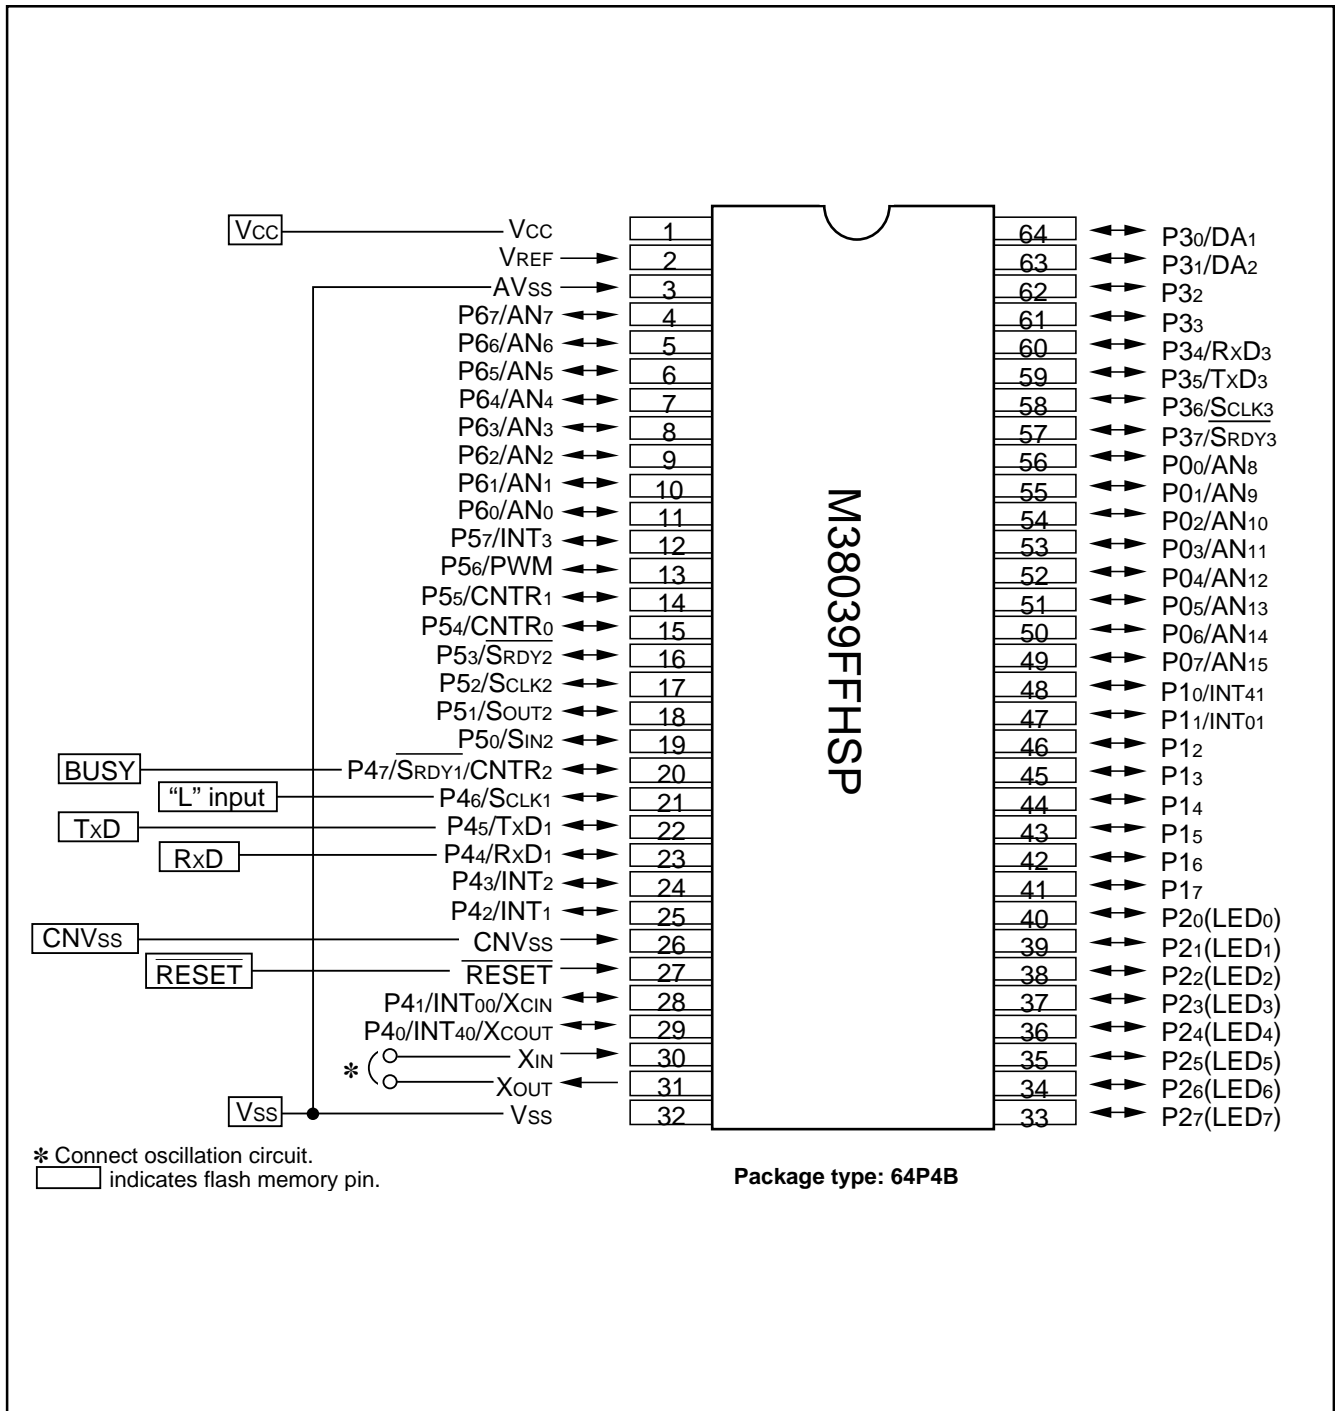 VCC VCC 1 64 P30/DA1
VREF 2 63 P31/DA2
AVSS 3 62 P32
P67/AN7 4 61 P33
P66/AN6 5 60 P34/RXD3
P65/AN5 6 59 P35/TXD3
P64/AN4 7 58 P36/SCLK3
P63/AN3 8 57 P37/SRDY3
P62/AN2 9 56 P00/AN8
P61/AN1 10 55 P01/AN9
P60/AN0 11 54 P02/AN10
P57/INT3 12 53 P03/AN11
P56/PWM 13 52 P04/AN12
P55/CNTR1 14 51 P05/AN13
P54/CNTR0 15 50 P06/AN14
P53/SRDY2 16 49 P07/AN15
P52/SCLK2 17 48 P10/INT41
P51/SOUT2 18 47 P11/INT01
P50/SIN2 19 46 P12
BUSY P47/SRDY1/CNTR2 20 45 P13
“L” input P46/SCLK1 21 44 P14
TXD P45/TXD1 22 43 P15
RXD P44/RXD1 23 42 P16
P43/INT2 24 41 P17
P42/INT1 25 40 P20(LED0)
CNVSS CNVSS 26 39 P21(LED1)
RESET RESET 27 38 P22(LED2)
P41/INT00/XCIN 28 37 P23(LED3)
P40/INT40/XCOUT 29 36 P24(LED4)
XIN 30 35 P25(LED5)
* XOUT 31 34 P26(LED6)
VSS VSS 32 33 P27(LED7)
M38039FFHSP
* Connect oscillation circuit.
indicates flash memory pin.
Package type: 64P4B